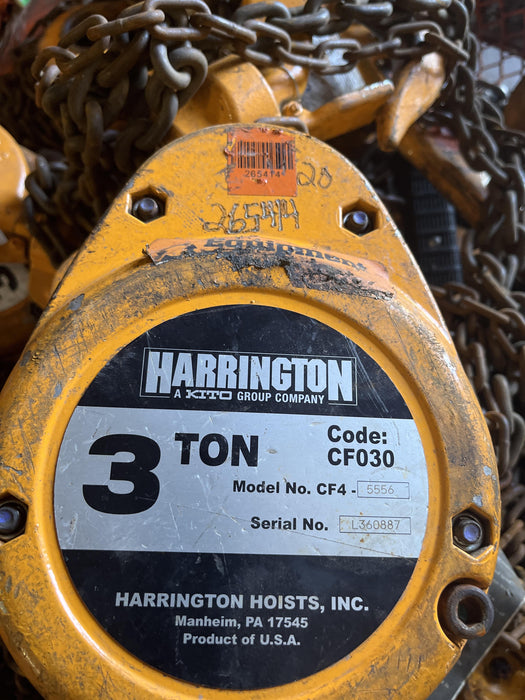 265414
20
265414
Equipment
HARRINGTON
A KITO GROUP COMPANY
3 TON
Code:
CF030
Model No. CF4 - 5556
Serial No. L360887
HARRINGTON HOISTS, INC.
Manheim, PA 17545
Product of U.S.A.